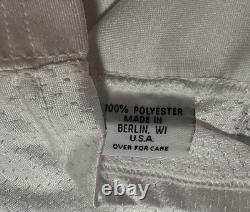 100% POLYESTER
MADE IN
BERLIN, WI
U.S.A.
OVER FOR CARE